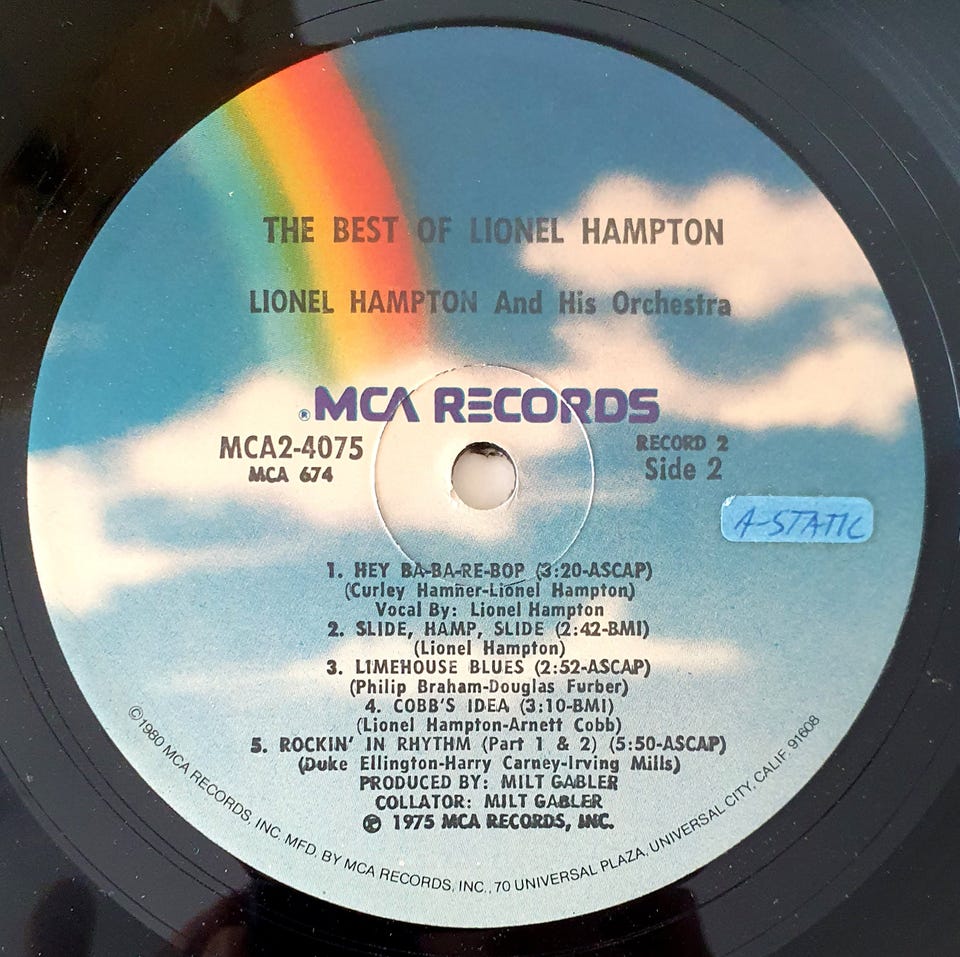 THE BEST OF LIONEL HAMPTON
LIONEL HAMPTON And His Orchestra
®MCA RECORDS
MCA2-4075
MCA 674
RECORD 2
Side 2
A-STATIC
1. HEY BA-BA-RE-BOP (3:20-ASCAP)
(Curley Hamner-Lionel Hampton)
Vocal By: Lionel Hampton
2. SLIDE, HAMP, SLIDE (2:42-BMI)
(Lionel Hampton)
3. LIMEHOUSE BLUES (2:52-ASCAP)
(Philip Braham-Douglas Furber)
4. COBB'S IDEA (3:10-BMI)
(Lionel Hampton-Arnett Cobb)
5. ROCKIN' IN RHYTHM (Part 1 & 2) (5:50-ASCAP)
(Duke Ellington-Harry Carney-Irving Mills)
PRODUCED BY: MILT GABLER
COLLATOR: MILT GABLER
℗ 1975 MCA RECORDS, INC.
©1980 MCA RECORDS, INC. MFD. BY MCA RECORDS, INC., 70 UNIVERSAL PLAZA, UNIVERSAL CITY, CALIF. 91608